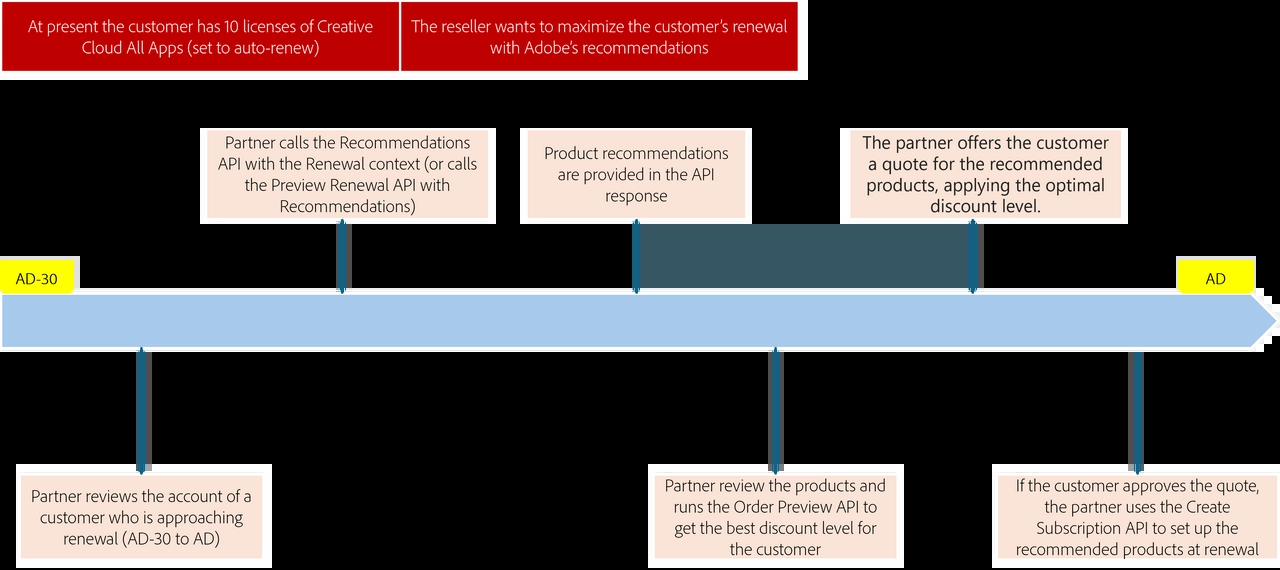 At present the customer has 10 licenses of Creative
Cloud All Apps (set to auto-renew)
The reseller wants to maximize the customer's renewal
with Adobe's recommendations
Partner calls the Recommendations
API with the Renewal context (or calls
the Preview Renewal API with
Recommendations)
Product recommendations
are provided in the API
response
The partner offers the customer
a quote for the recommended
products, applying the optimal
discount level.
AD-30
AD
Partner reviews the account of a
customer who is approaching
renewal (AD-30 to AD)
Partner review the products and
runs the Order Preview API to
get the best discount level for
the customer
If the customer approves the quote,
the partner uses the Create
Subscription API to set up the
recommended products at renewal